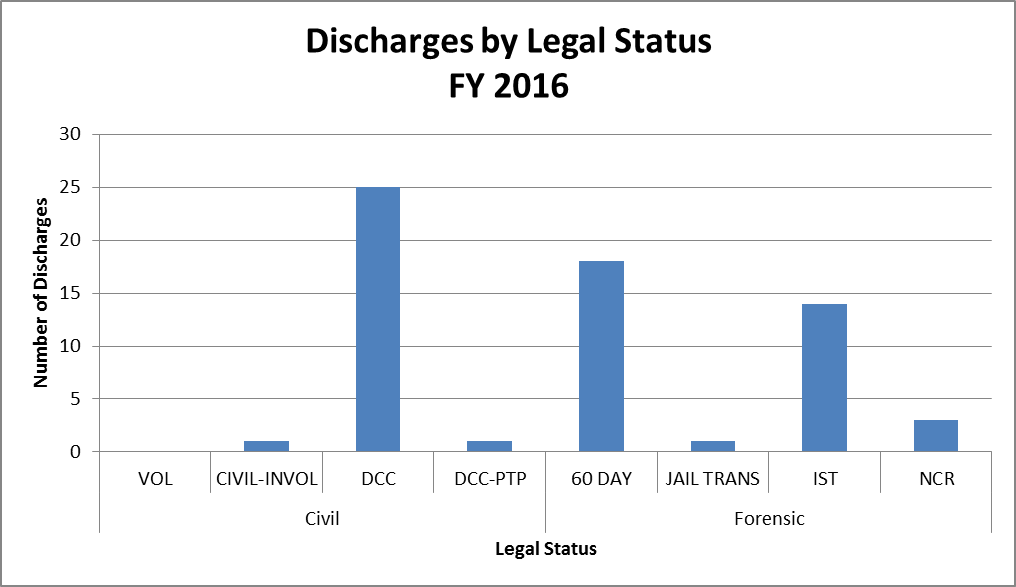 Discharges by Legal Status
FY 2016
Number of Discharges
30
25
20
15
10
5
0
VOL CIVIL-INVOL DCC DCC-PTP 60 DAY JAIL TRANS IST NCR
Civil Forensic
Legal Status